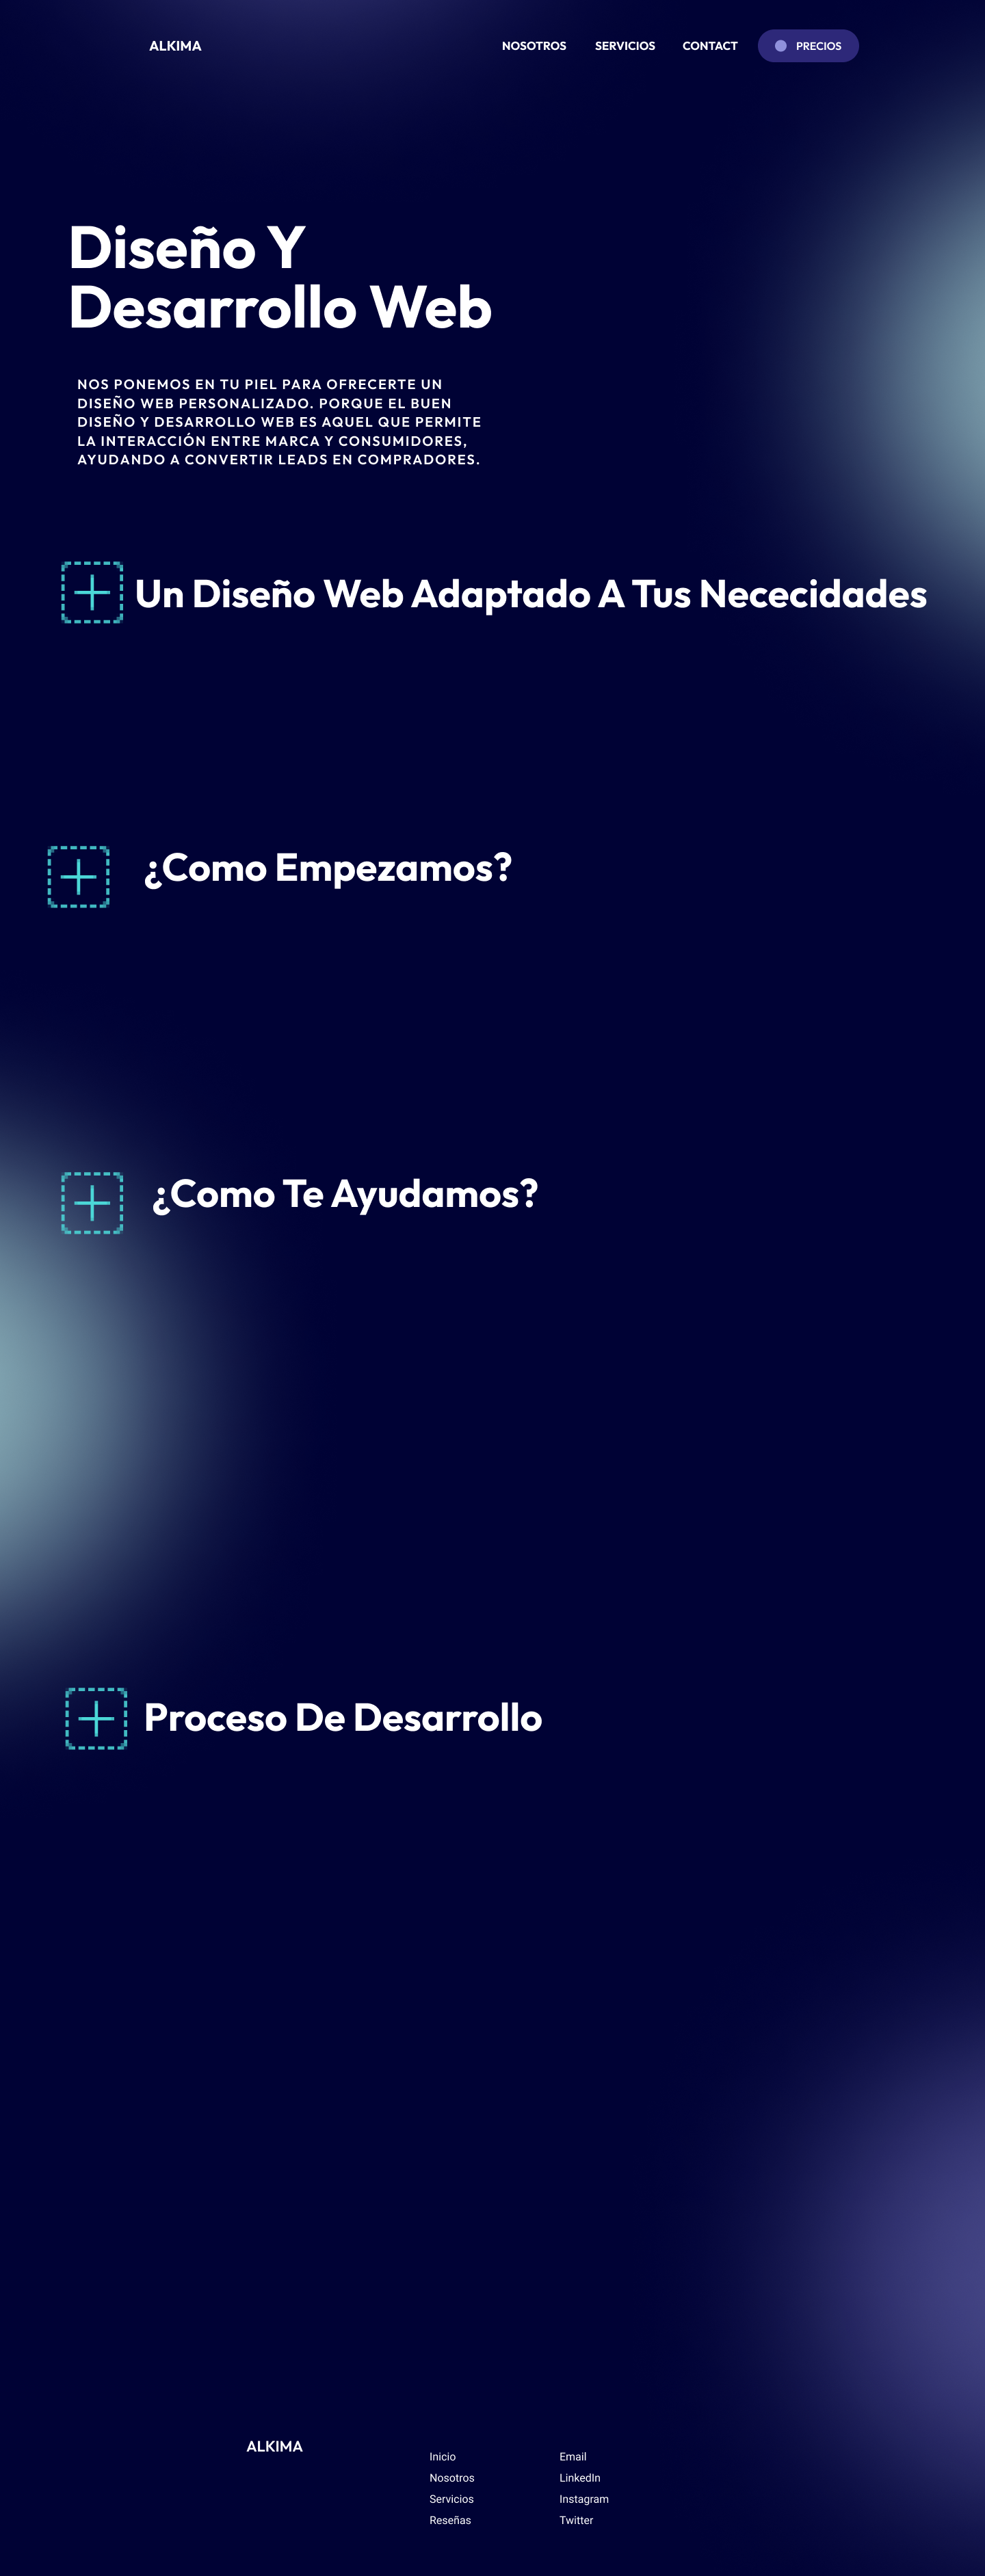 ALKIMA
NOSOTROS
SERVICIOS
CONTACT
PRECIOS
Diseño Y
Desarrollo Web
NOS PONEMOS EN TU PIEL PARA OFRECERTE UN
DISEÑO WEB PERSONALIZADO. PORQUE EL BUEN
DISEÑO Y DESARROLLO WEB ES AQUEL QUE PERMITE
LA INTERACCIÓN ENTRE MARCA Y CONSUMIDORES,
AYUDANDO A CONVERTIR LEADS EN COMPRADORES.
Un Diseño Web Adaptado A Tus Nececidades
¿Como Empezamos?
¿Como Te Ayudamos?
Proceso De Desarrollo
ALKIMA
Inicio
Nosotros
Servicios
Reseñas
Email
LinkedIn
Instagram
Twitter